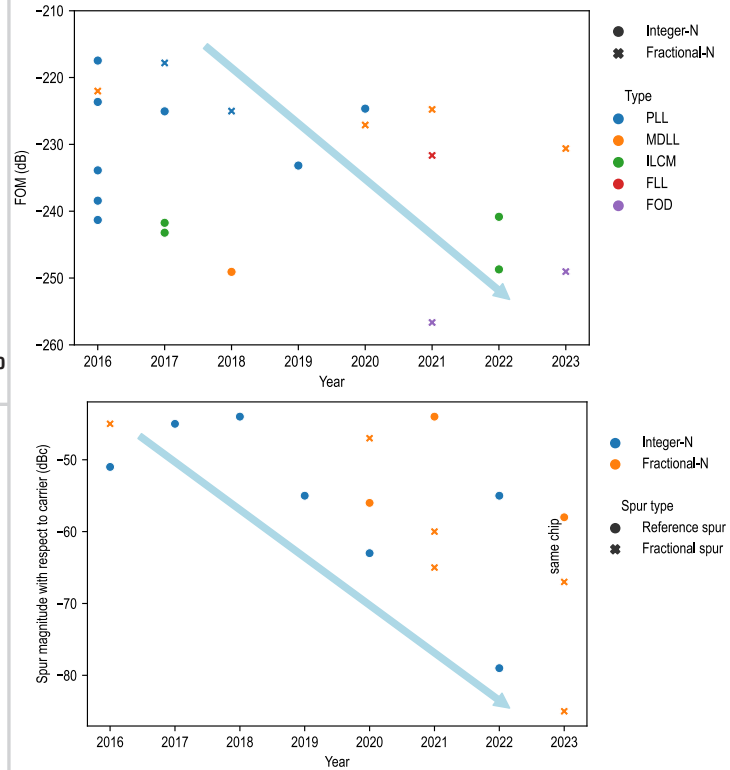 −210
−220
−230
−240
−250
−260
FOM (dB)
2016 2017 2018 2019 2020 2021 2022 2023
Year
Integer-N
Fractional-N
Type
PLL
MDLL
ILCM
FLL
FOD
−50
−60
−70
−80
Spur magnitude with respect to carrier (dBc)
same chip
2016 2017 2018 2019 2020 2021 2022 2023
Year
Integer-N
Fractional-N
Spur type
Reference spur
Fractional spur